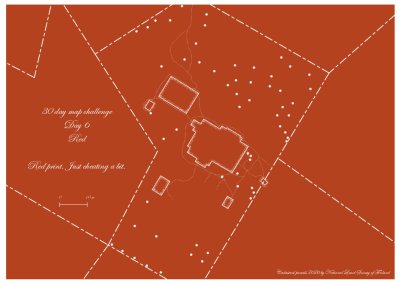 30 day map challenge
Day 6
Red
Red print. Just cheating a bit.
0
Cadastral parcels 2020 by National Land Survey of Finland